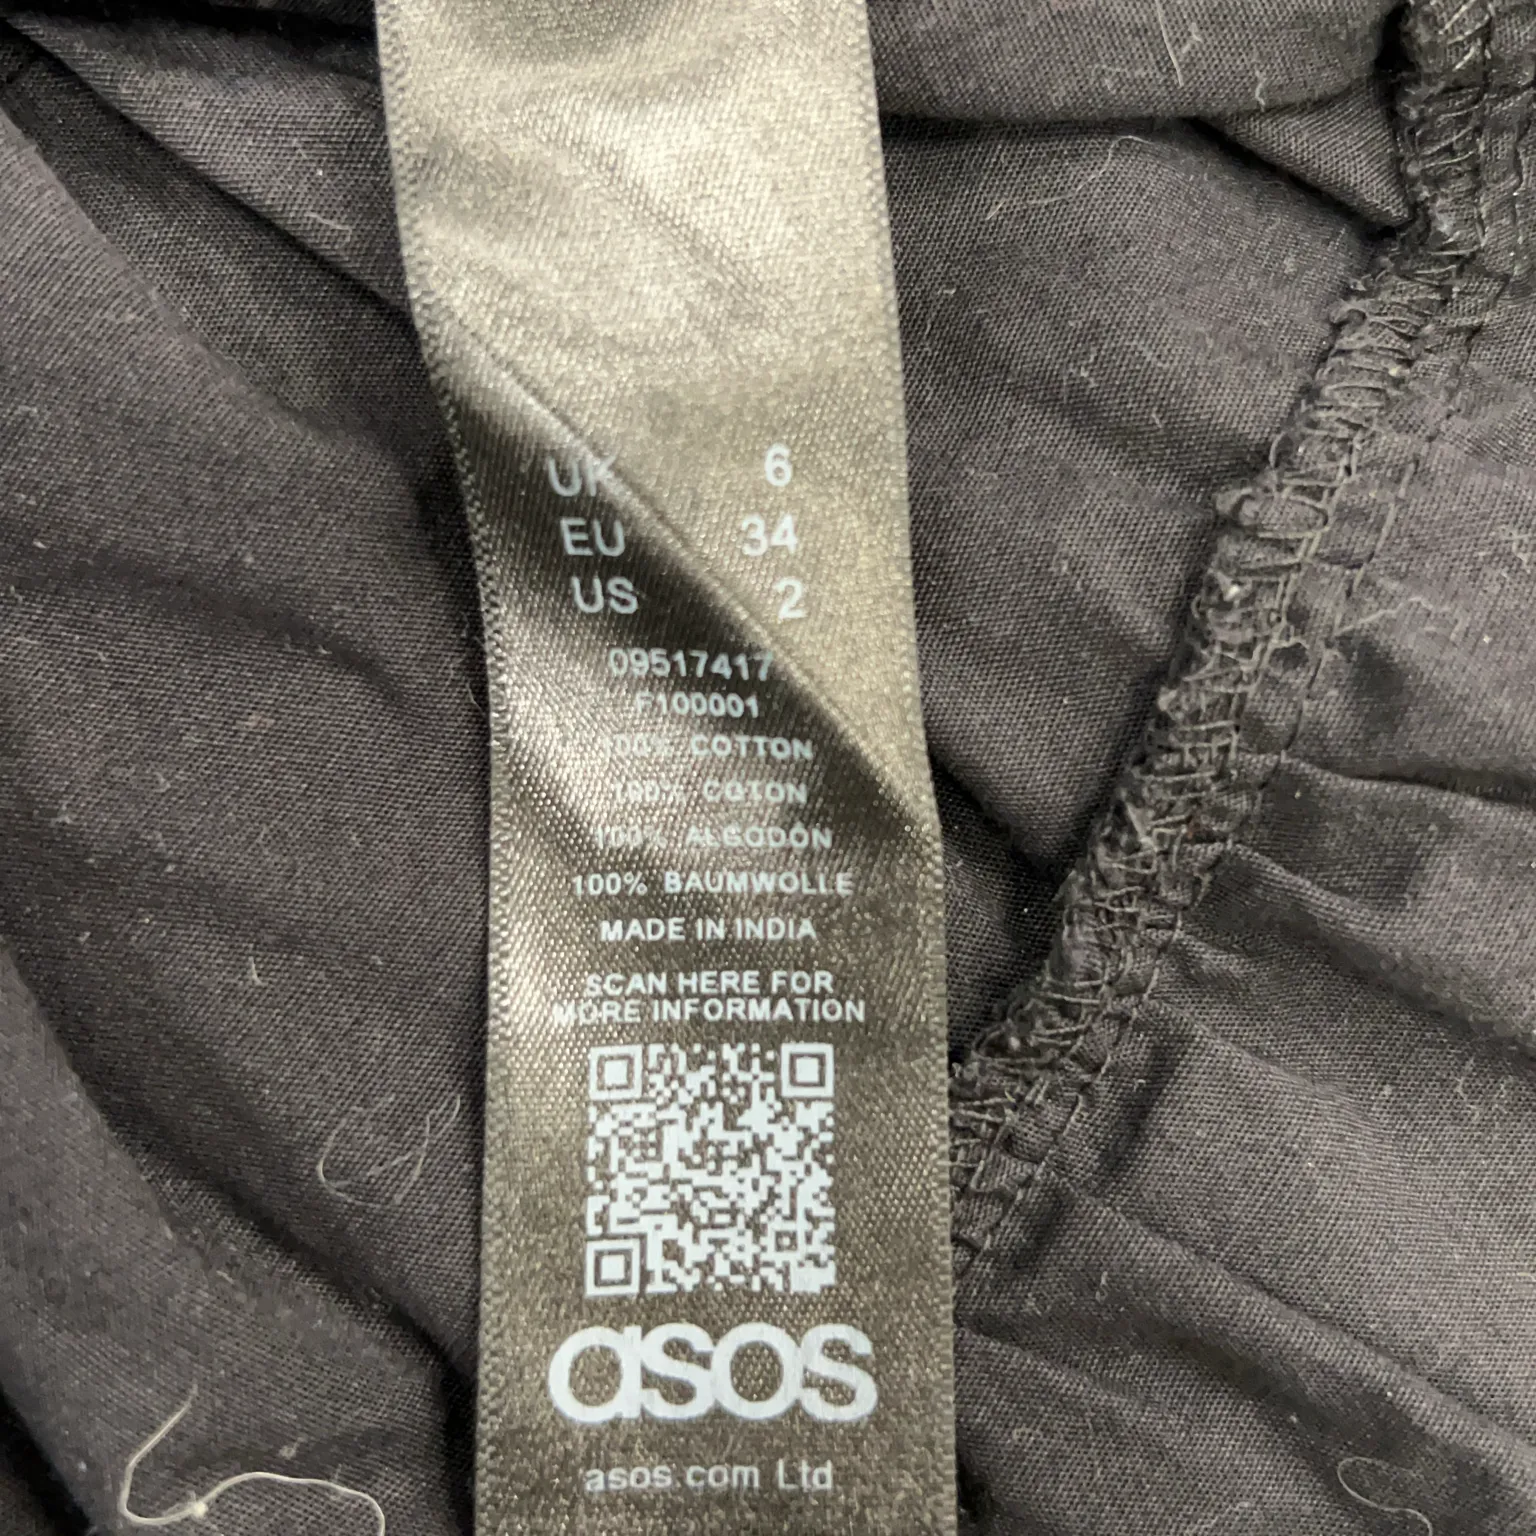 UK 6
EU 34
US 2
09517417
F100001
100% COTTON
100% COTON
100% ALGODÓN
100% BAUMWOLLE
MADE IN INDIA
SCAN HERE FOR
MORE INFORMATION
asos
asos.com Ltd